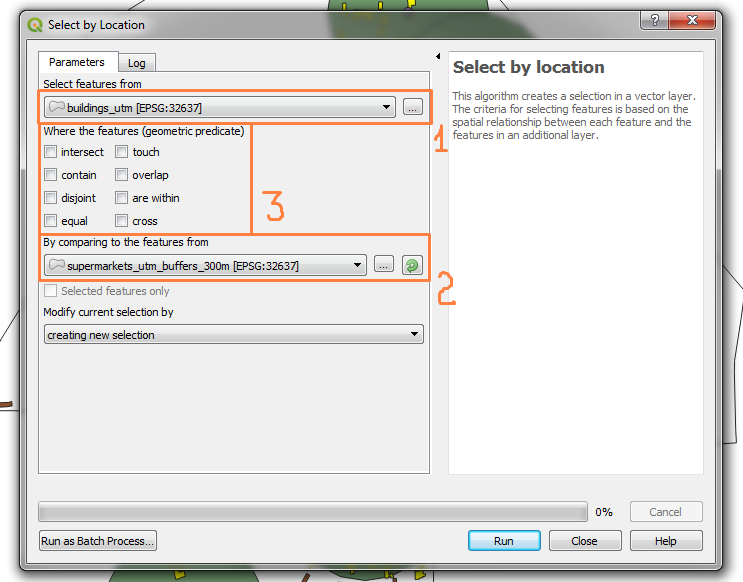 Select by Location
Parameters Log
Select features from
buildings_utm [EPSG:32637] ...
1
Where the features (geometric predicate)
intersect touch
contain overlap
disjoint are within
equal cross
3
By comparing to the features from
supermarkets_utm_buffers_300m [EPSG:32637] ...
2
Selected features only
Modify current selection by
creating new selection
Select by location
This algorithm creates a selection in a vector layer.
The criteria for selecting features is based on the
spatial relationship between each feature and the
features in an additional layer.
0% Cancel
Run as Batch Process... Run Close Help